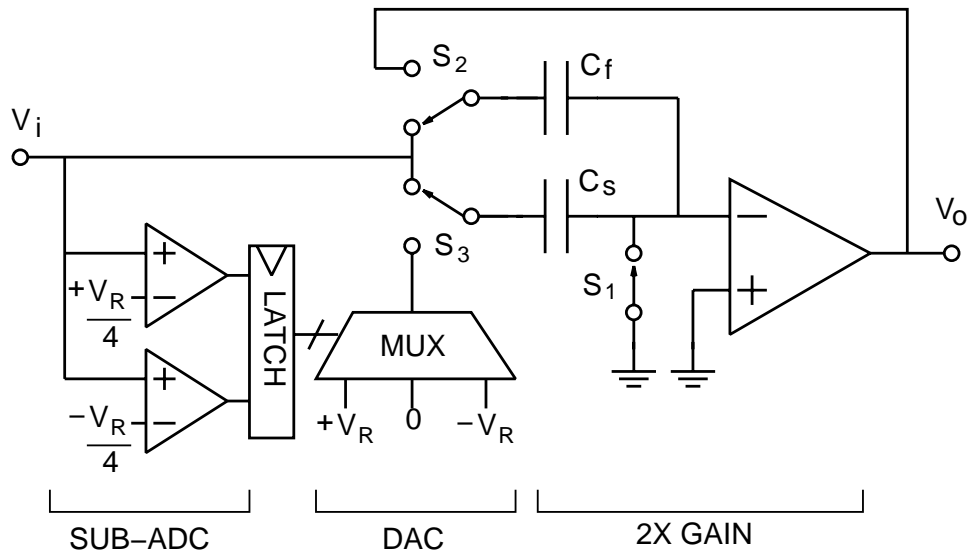 S2
Cf
Vi
Cs
Vo
S3
S1
+
−
+VR
4
LATCH
MUX
−
+
+
−
−VR
4
+VR
0
−VR
SUB−ADC
DAC
2X GAIN